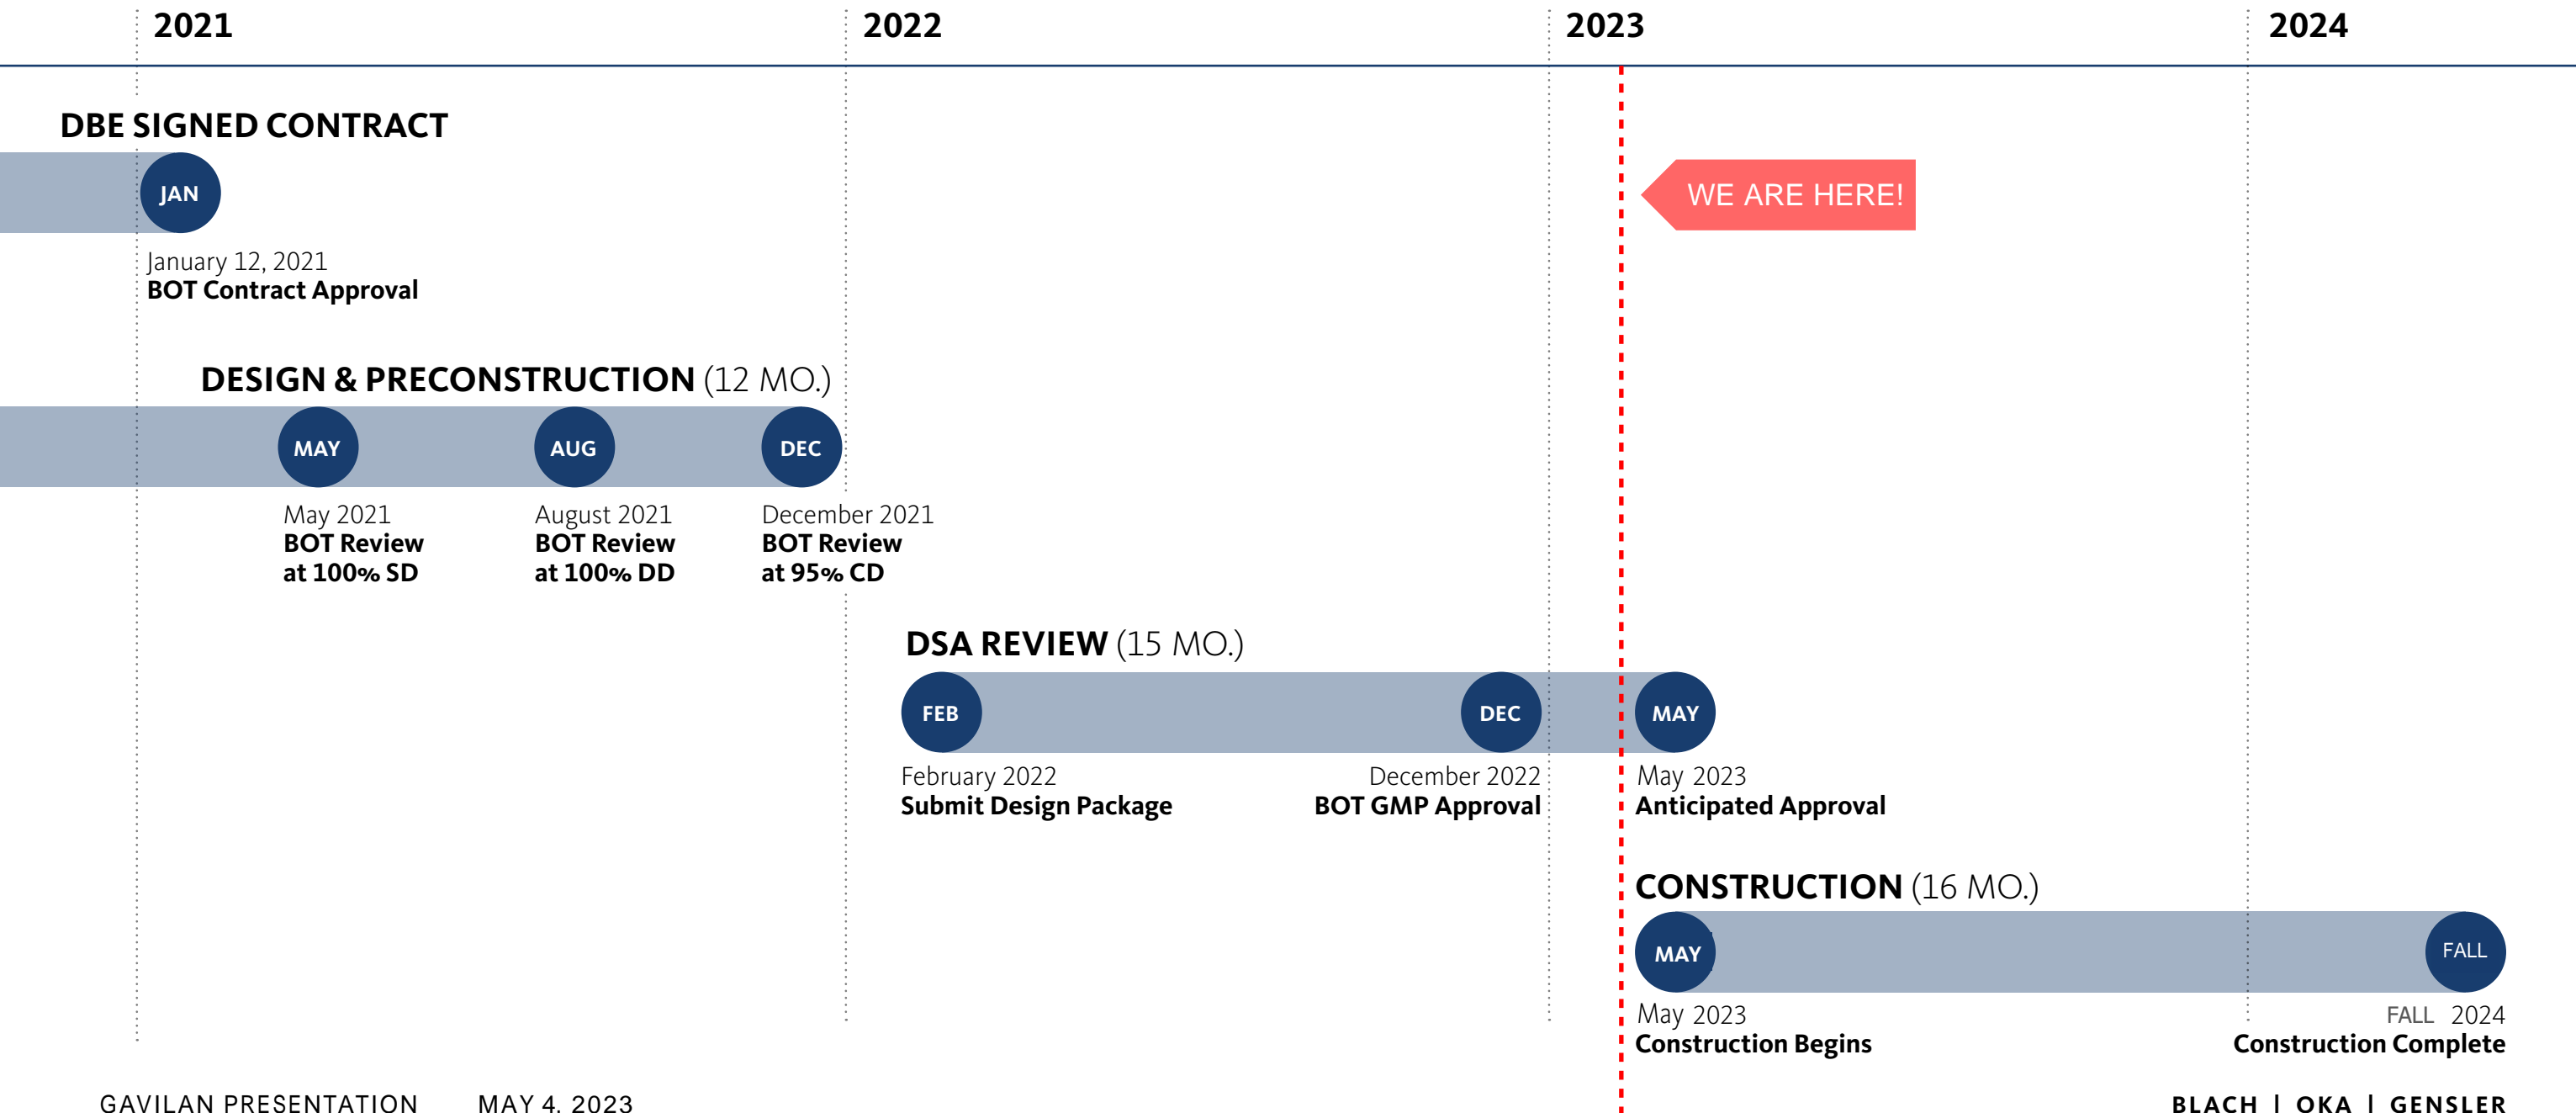 2021 2022 2023 2024
DBE SIGNED CONTRACT
JAN
WE ARE HERE!
January 12, 2021
BOT Contract Approval
DESIGN & PRECONSTRUCTION (12 MO.)
MAY AUG DEC
May 2021 August 2021 December 2021
BOT Review BOT Review BOT Review
at 100% SD at 100% DD at 95% CD
DSA REVIEW (15 MO.)
FEB DEC MAY
February 2022 December 2022 May 2023
Submit Design Package BOT GMP Approval Anticipated Approval
CONSTRUCTION (16 MO.)
MAY FALL
May 2023 FALL 2024
Construction Begins Construction Complete
GAVILAN PRESENTATION MAY 4, 2023 BLACH | OKA | GENSLER